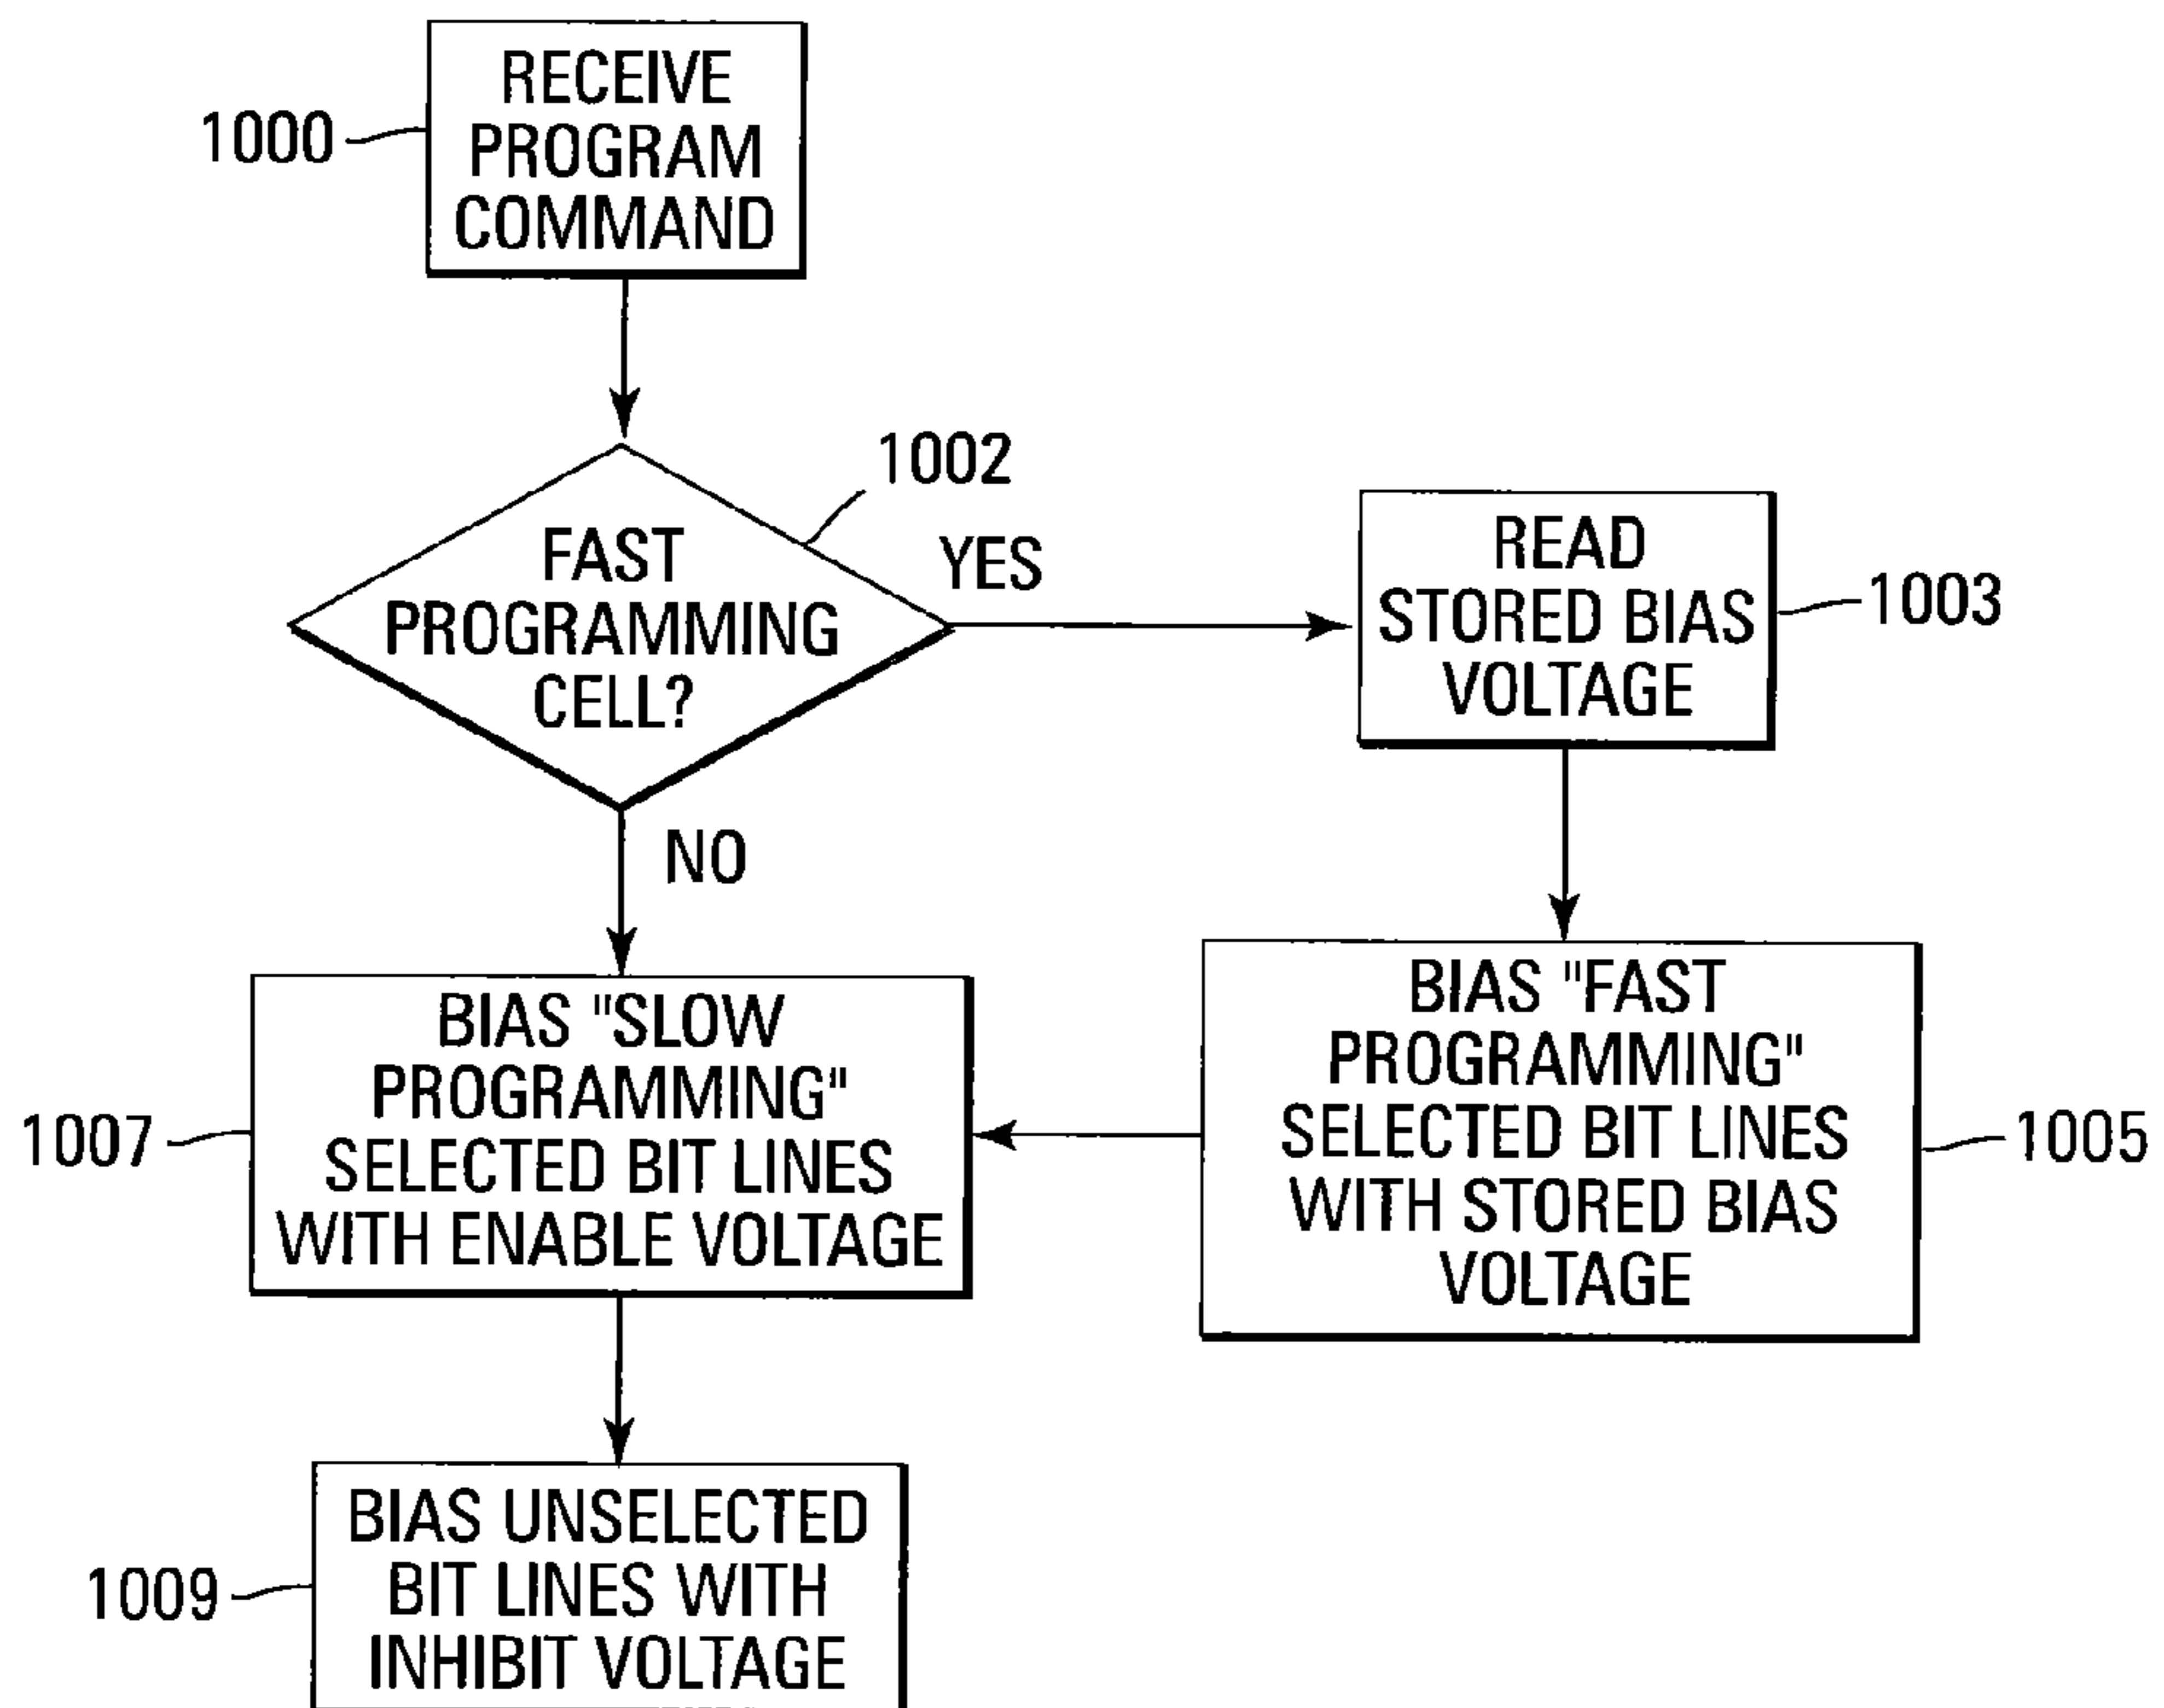 RECEIVE
PROGRAM
COMMAND
1000
1002
FAST
PROGRAMMING
CELL?
YES
NO
READ
STORED BIAS
VOLTAGE
1003
BIAS "FAST
PROGRAMMING"
SELECTED BIT LINES
WITH STORED BIAS
VOLTAGE
1005
BIAS "SLOW
PROGRAMMING"
SELECTED BIT LINES
WITH ENABLE VOLTAGE
1007
BIAS UNSELECTED
BIT LINES WITH
INHIBIT VOLTAGE
1009